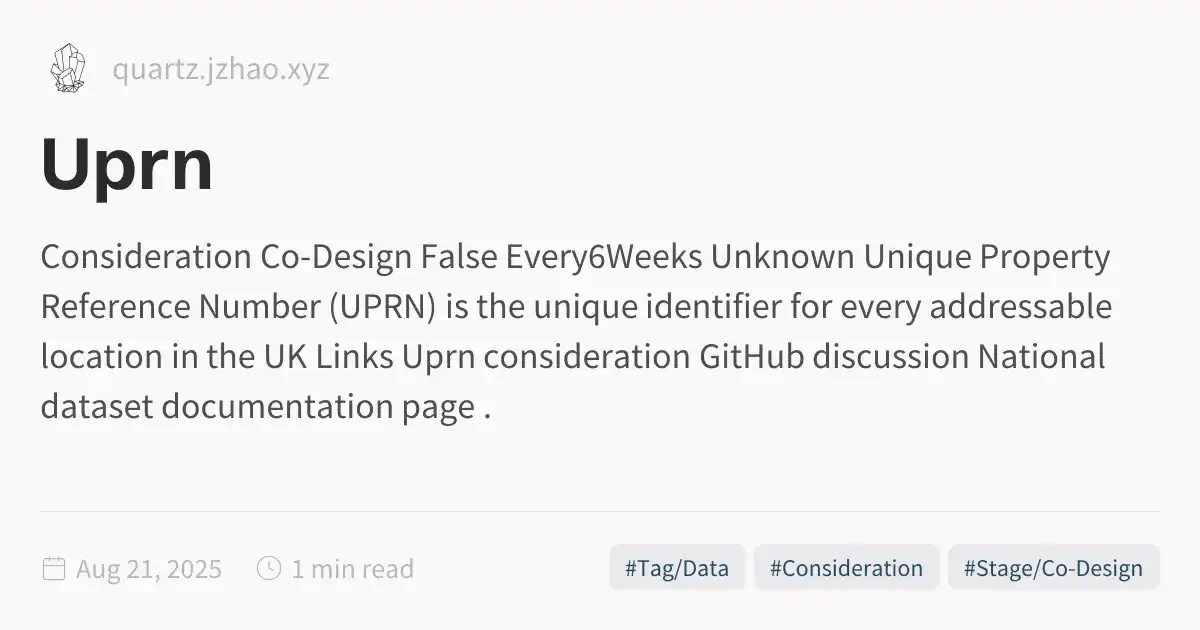 quartz.jzhao.xyz
Uprn
Consideration Co-Design False Every6Weeks Unknown Unique Property
Reference Number (UPRN) is the unique identifier for every addressable
location in the UK Links Uprn consideration GitHub discussion National
dataset documentation page .
Aug 21, 2025 1 min read #Tag/Data #Consideration #Stage/Co-Design